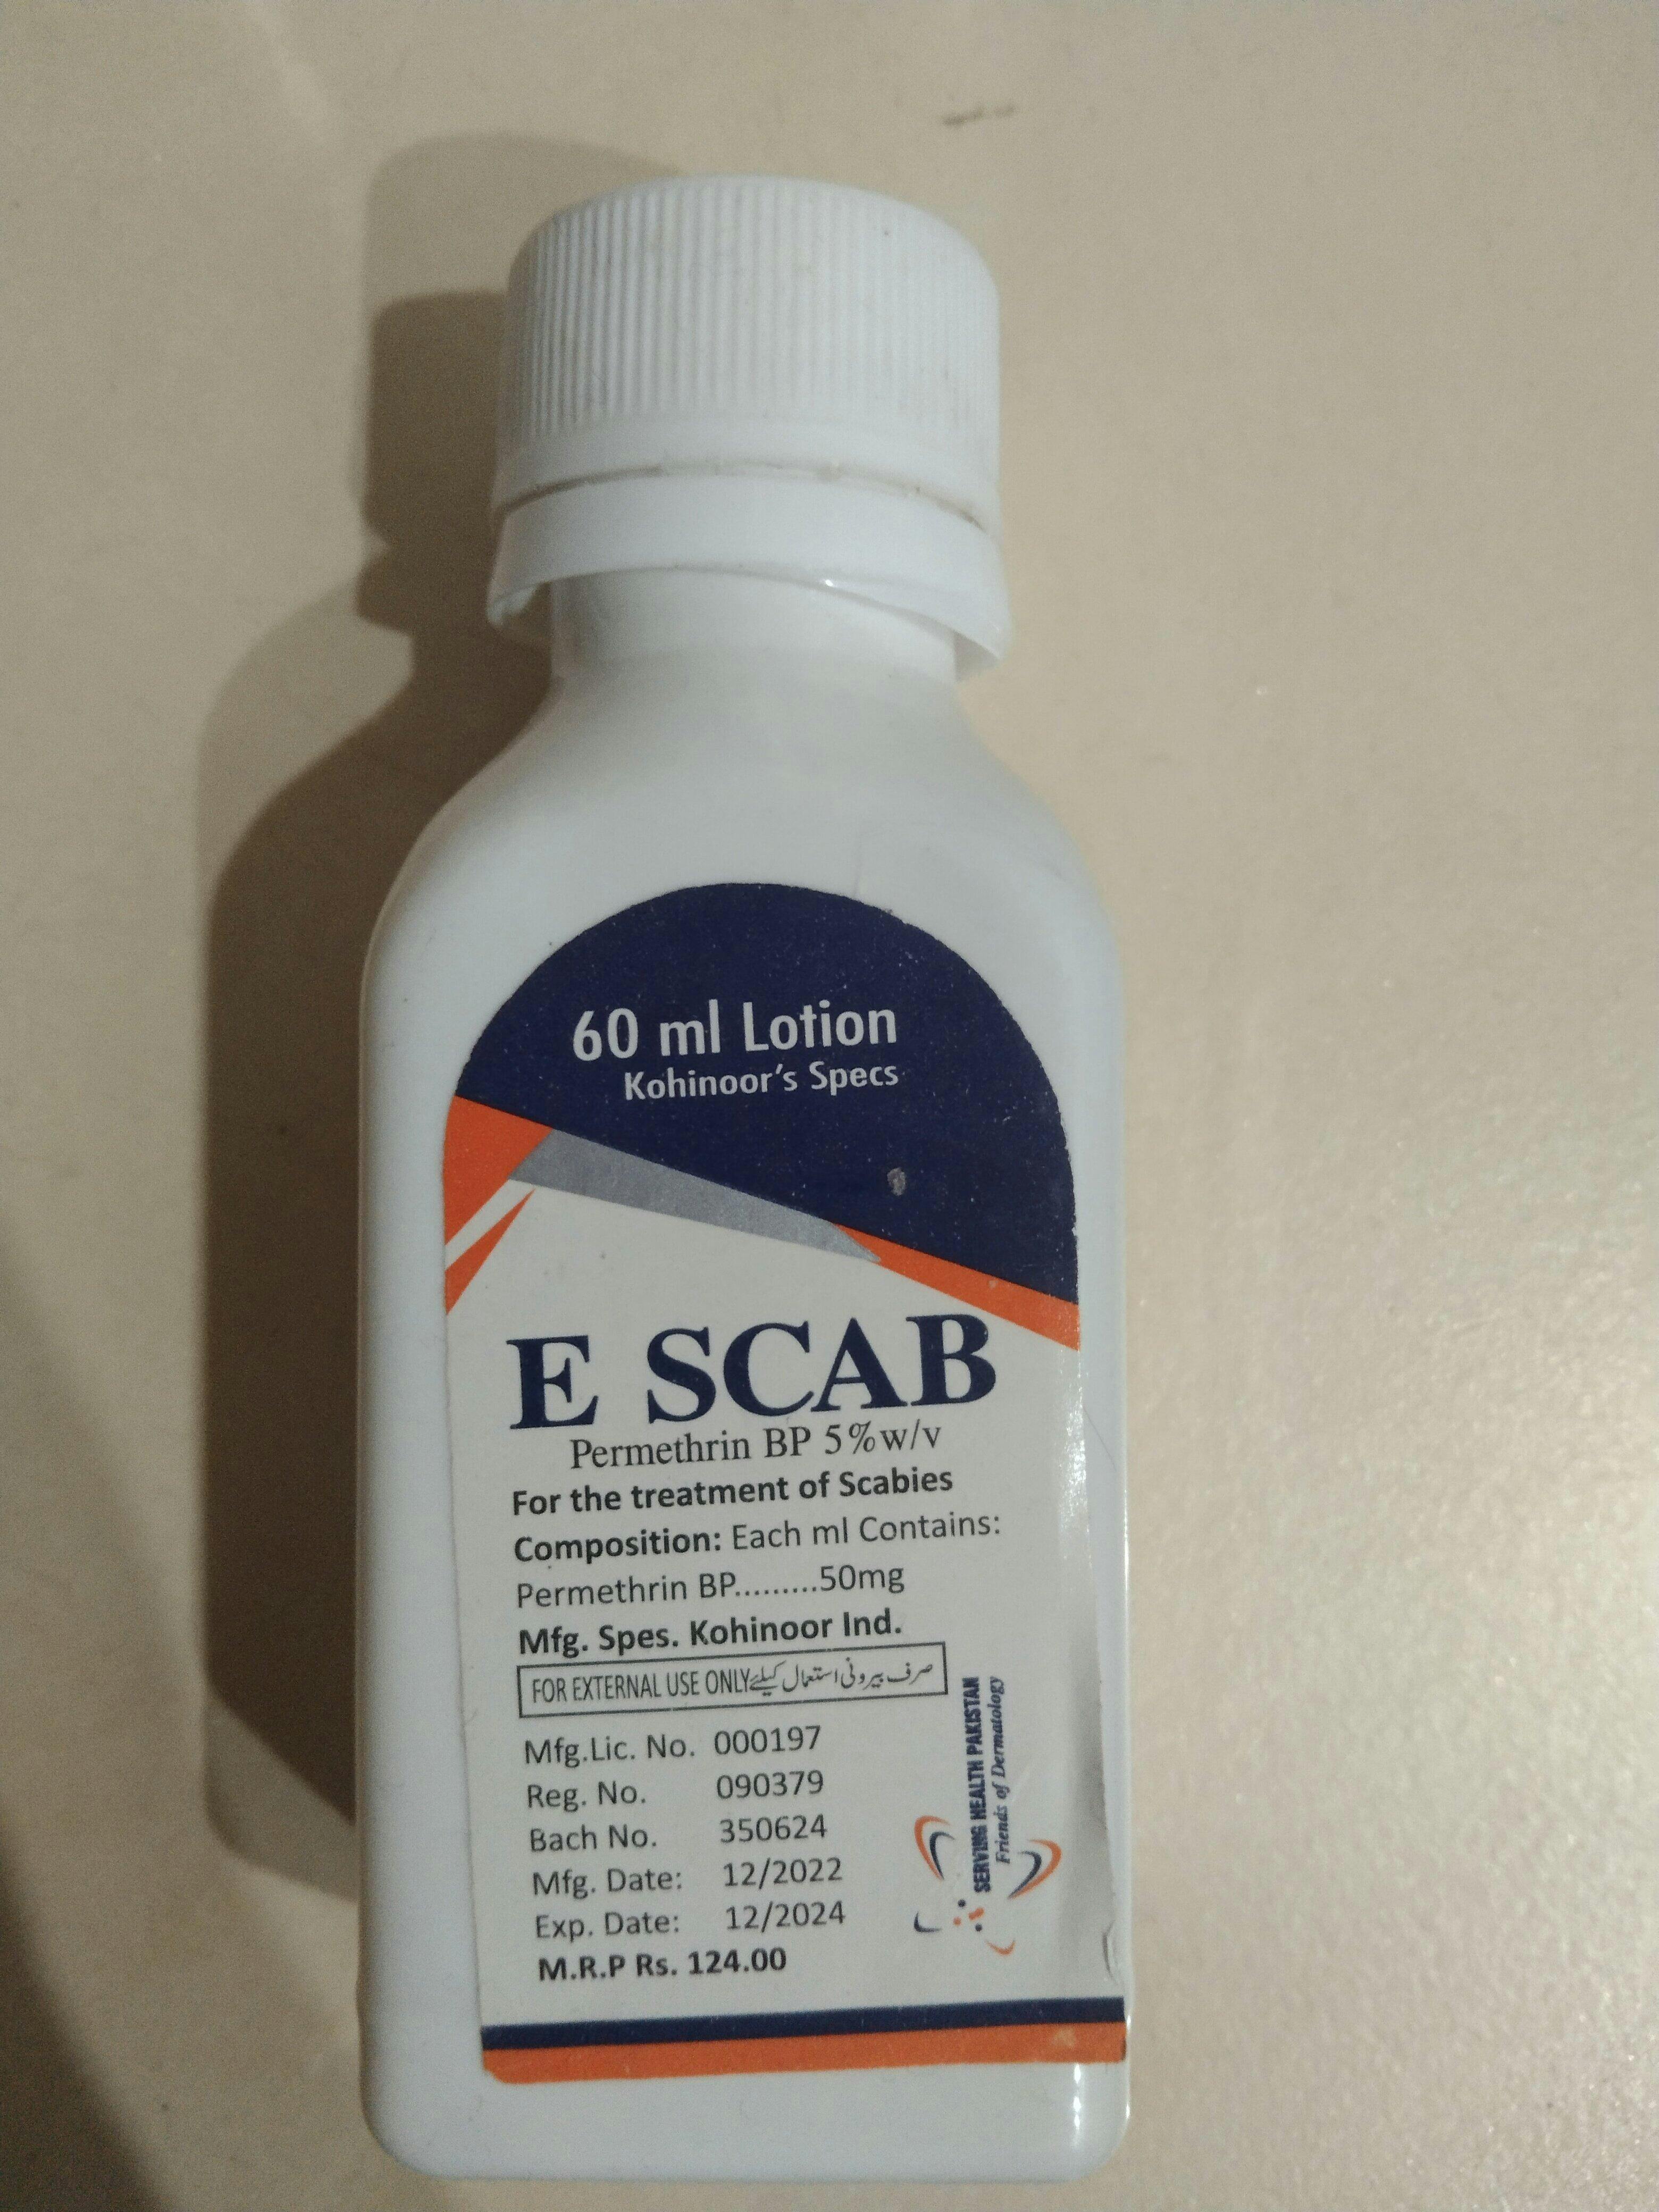 60 ml Lotion
Kohinoor's Specs
E SCAB
Permethrin BP 5%w/v
For the treatment of Scabies
Composition: Each ml Contains:
Permethrin BP.........50mg
Mfg. Spes. Kohinoor Ind.
FOR EXTERNAL USE ONLY صرف بیرونی استعمال کیلئے
Mfg.Lic. No. 000197
Reg. No. 090379
Bach No. 350624
Mfg. Date: 12/2022
Exp. Date: 12/2024
M.R.P Rs. 124.00
SERVING HEALTH PAKISTAN
Friends of Dermatology